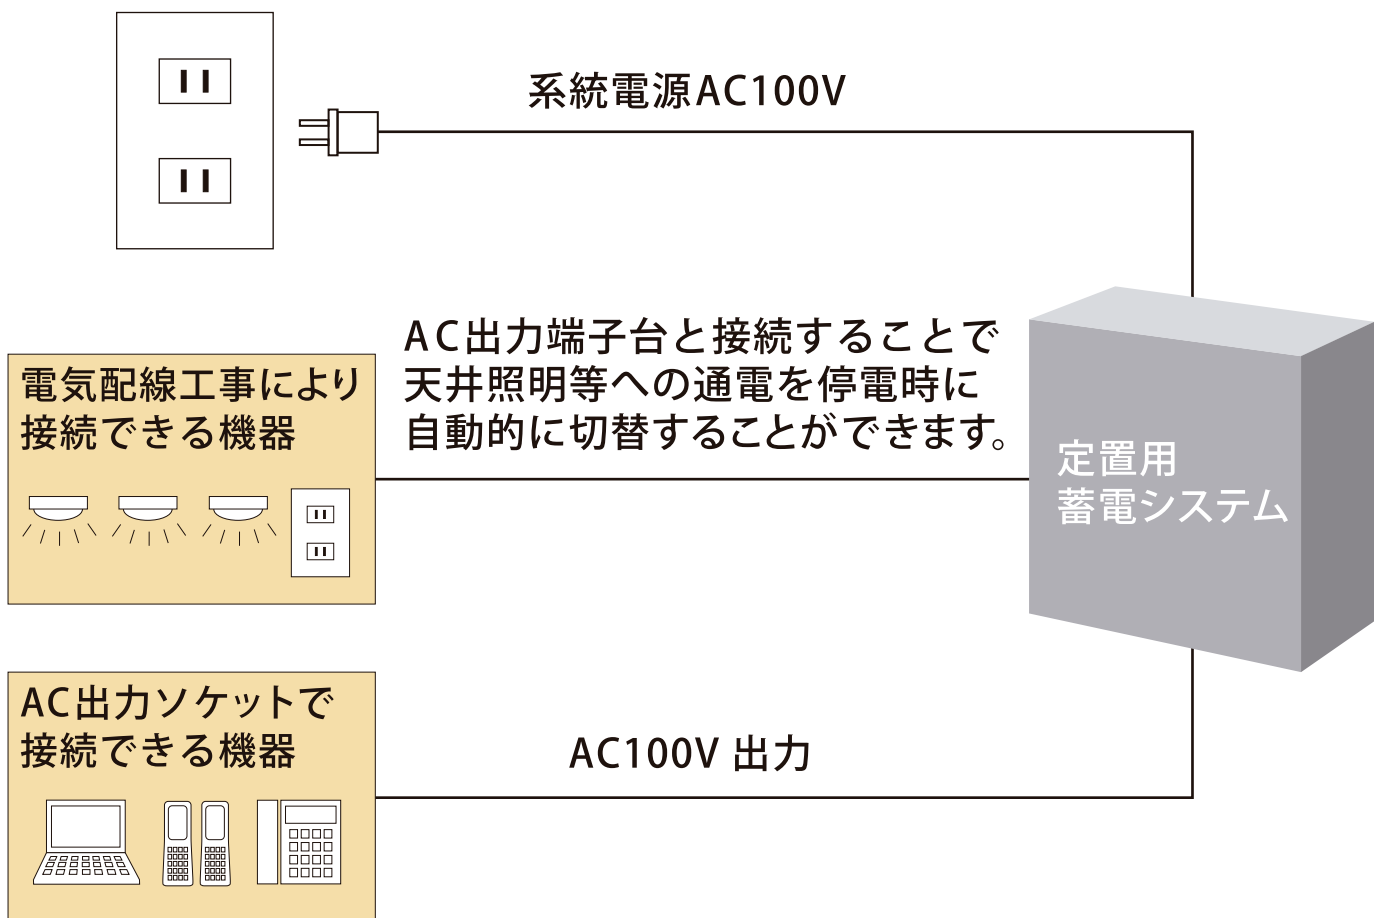 系統電源AC100V
AC出力端子台と接続することで
天井照明等への通電を停電時に
自動的に切替することができます。
電気配線工事により
接続できる機器
定置用
蓄電システム
AC出力ソケットで
接続できる機器
AC100V 出力